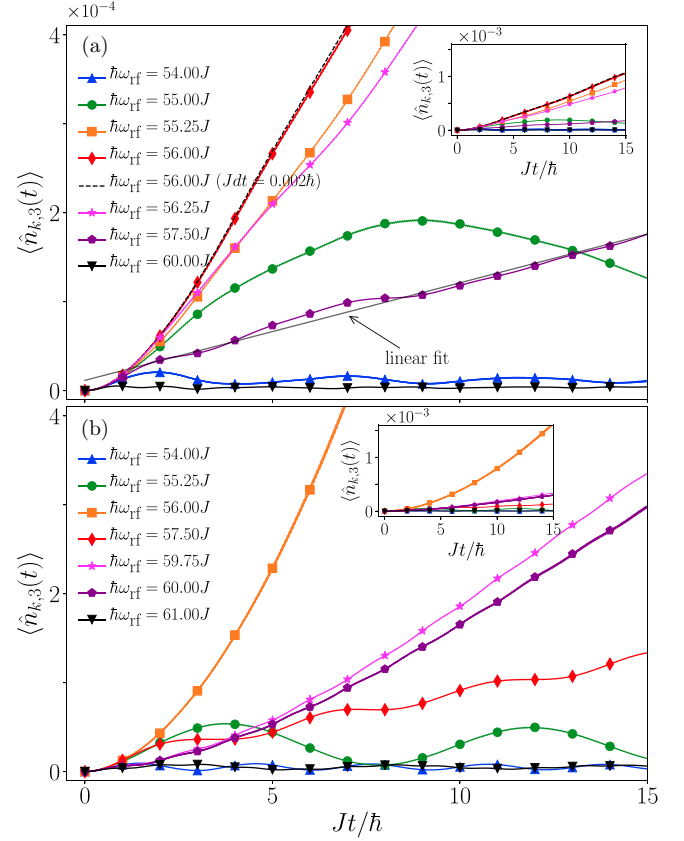 ×10⁻⁴
(a)
4
2
0
⟨n̂ₖ,₃(t)⟩
ħω_rf = 54.00J
ħω_rf = 55.00J
ħω_rf = 55.25J
ħω_rf = 56.00J
ħω_rf = 56.00J (Jdt = 0.002ħ)
ħω_rf = 56.25J
ħω_rf = 57.50J
ħω_rf = 60.00J
linear fit
×10⁻³
1
0
⟨n̂ₖ,₃(t)⟩
0 5 10 15
Jt/ħ
(b)
4
2
0
⟨n̂ₖ,₃(t)⟩
ħω_rf = 54.00J
ħω_rf = 55.25J
ħω_rf = 56.00J
ħω_rf = 57.50J
ħω_rf = 59.75J
ħω_rf = 60.00J
ħω_rf = 61.00J
×10⁻³
1
0
⟨n̂ₖ,₃(t)⟩
0 5 10 15
Jt/ħ
0 5 10 15
Jt/ħ